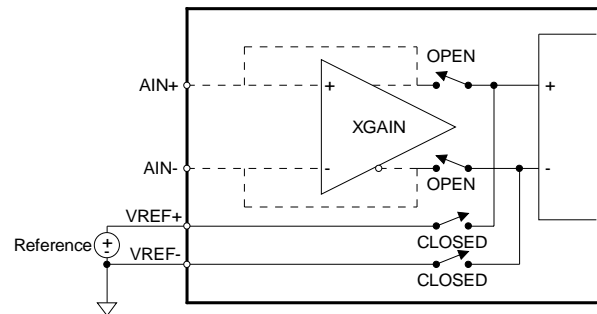 OPEN
AIN+
+
+
XGAIN
AIN-
-
-
OPEN
VREF+
CLOSED
Reference
+
-
VREF-
CLOSED